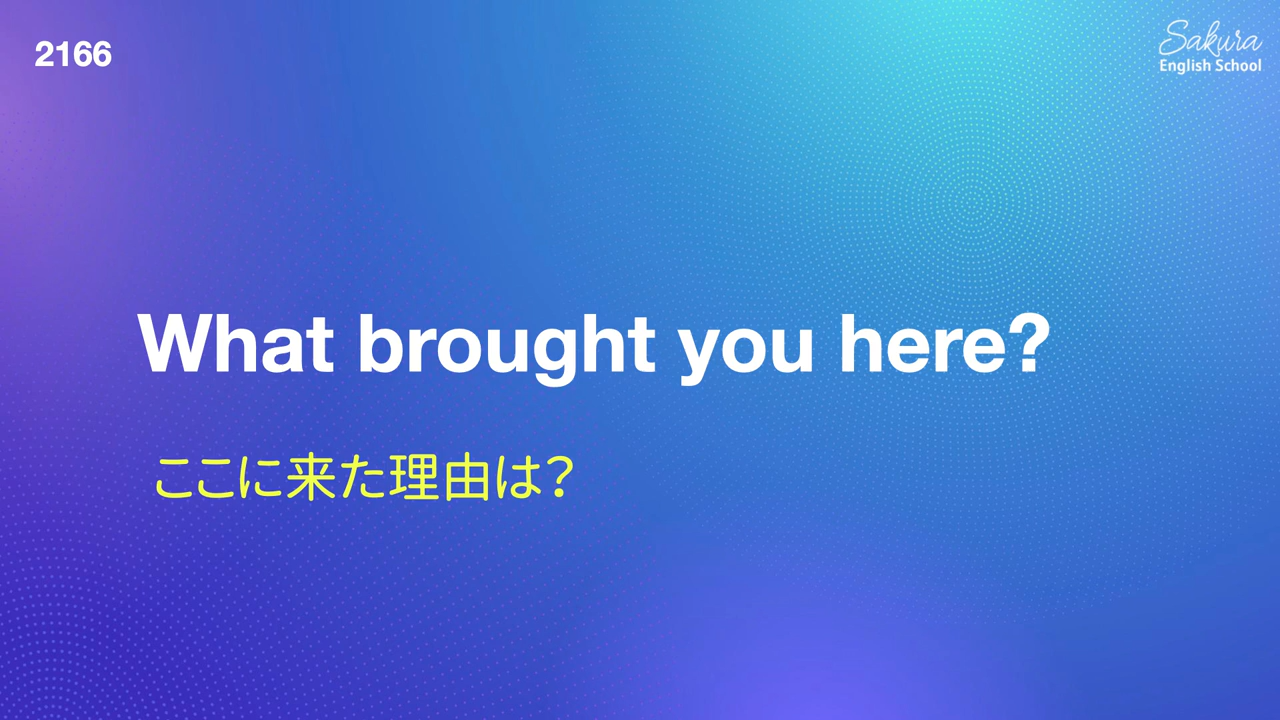 2166
Sakura
English School
What brought you here?
ここに来た理由は？